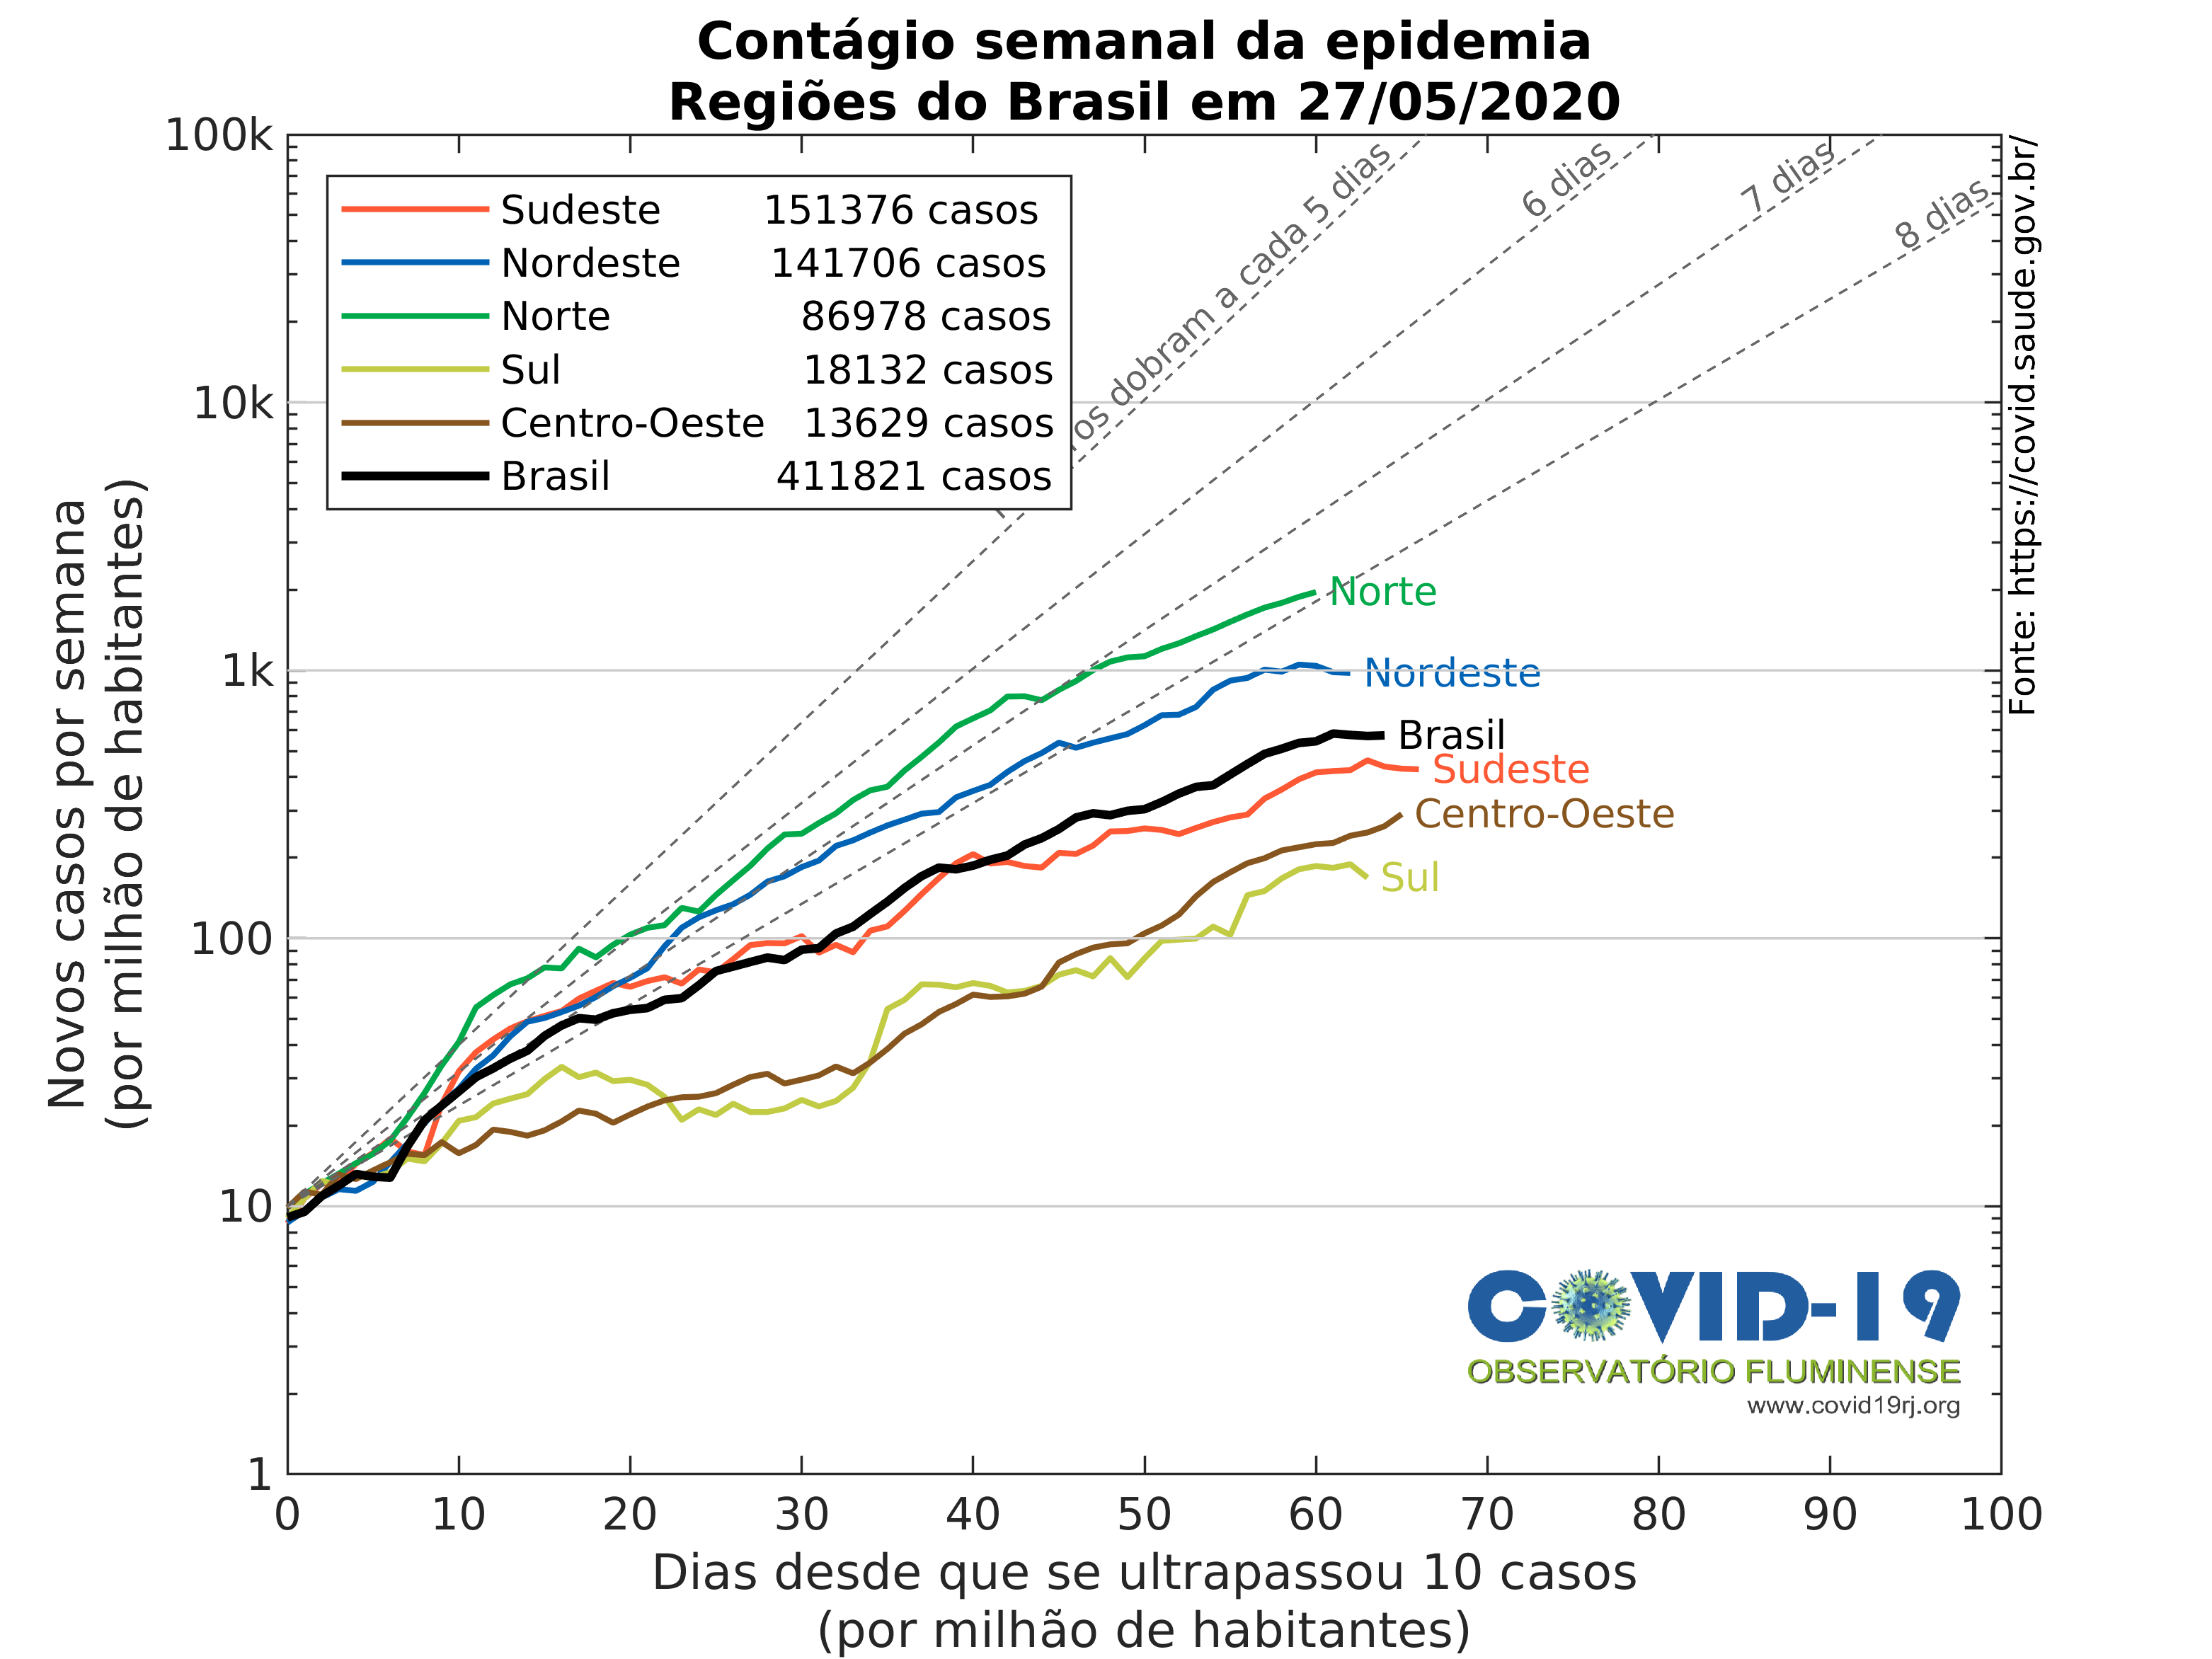 Contágio semanal da epidemia
Regiões do Brasil em 27/05/2020
100k
10k
1k
100
10
1
Novos casos por semana
(por milhão de habitantes)
Sudeste 151376 casos
Nordeste 141706 casos
Norte 86978 casos
Sul 18132 casos
Centro-Oeste 13629 casos
Brasil 411821 casos
os dobram a cada 5 dias
6 dias
7 dias
8 dias
Fonte: https://covid.saude.gov.br/
Norte
Nordeste
Brasil
Sudeste
Centro-Oeste
Sul
COVID-19
OBSERVATÓRIO FLUMINENSE
www.covid19rj.org
0 10 20 30 40 50 60 70 80 90 100
Dias desde que se ultrapassou 10 casos
(por milhão de habitantes)